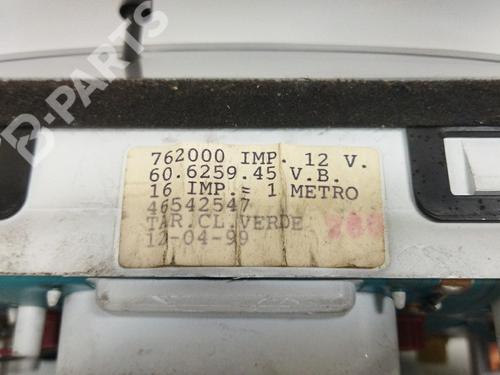 B-Parts
762000 IMP. 12 V.
60.6259.45 V.B.
16 IMP.= 1 METRO
46542547
TAR.CL.VERDE
12-04-99